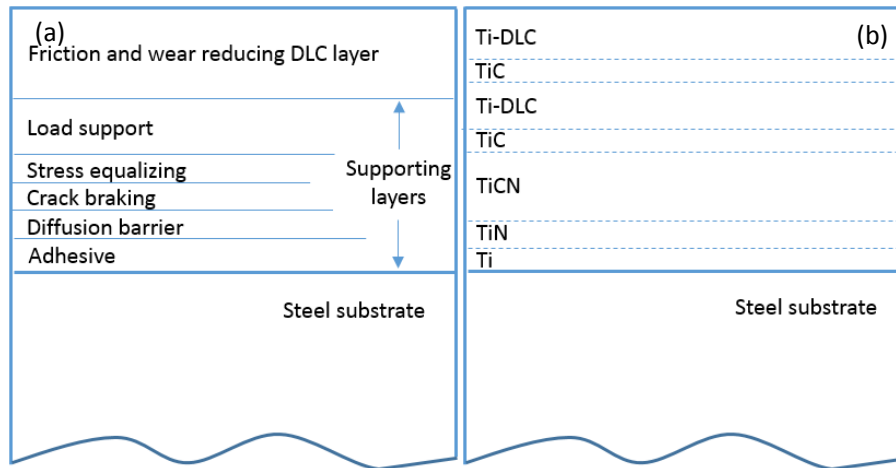 (a)
Friction and wear reducing DLC layer
Load support
Stress equalizing
Crack braking
Diffusion barrier
Adhesive
Supporting
layers
Steel substrate
(b)
Ti-DLC
TiC
Ti-DLC
TiC
TiCN
TiN
Ti
Steel substrate